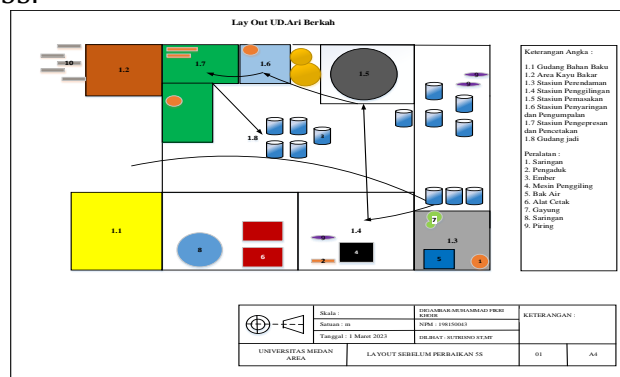 ss.
Lay Out UD.Ari Berkah
10
1.2
1.7
1.6
1.5
1.8
3
1.1
8
6
1.4
9
2
4
7
1.3
5
1
Keterangan Angka :
1.1 Gudang Bahan Baku
1.2 Area Kayu Bakar
1.3 Stasiun Perendaman
1.4 Stasiun Penggilingan
1.5 Stasiun Pemasakan
1.6 Stasiun Penyaringan
dan Pengumpalan
1.7 Stasiun Pengepresan
dan Pencetakan
1.8 Gudang jadi
Peralatan :
1. Saringan
2. Pengaduk
3. Ember
4. Mesin Penggiling
5. Bak Air
6. Alat Cetak
7. Gayung
8. Saringan
9. Piring
Skala :
DIGAMBAR:MUHAMMAD FIKRI
KHOIR
KETERANGAN :
Satuan : m
NPM : 198150043
Tanggal : 1 Maret 2023
DILIHAT : SUTRISNO ST,MT
UNIVERSITAS MEDAN
AREA
LAYOUT SEBELUM PERBAIKAN 5S
01
A4